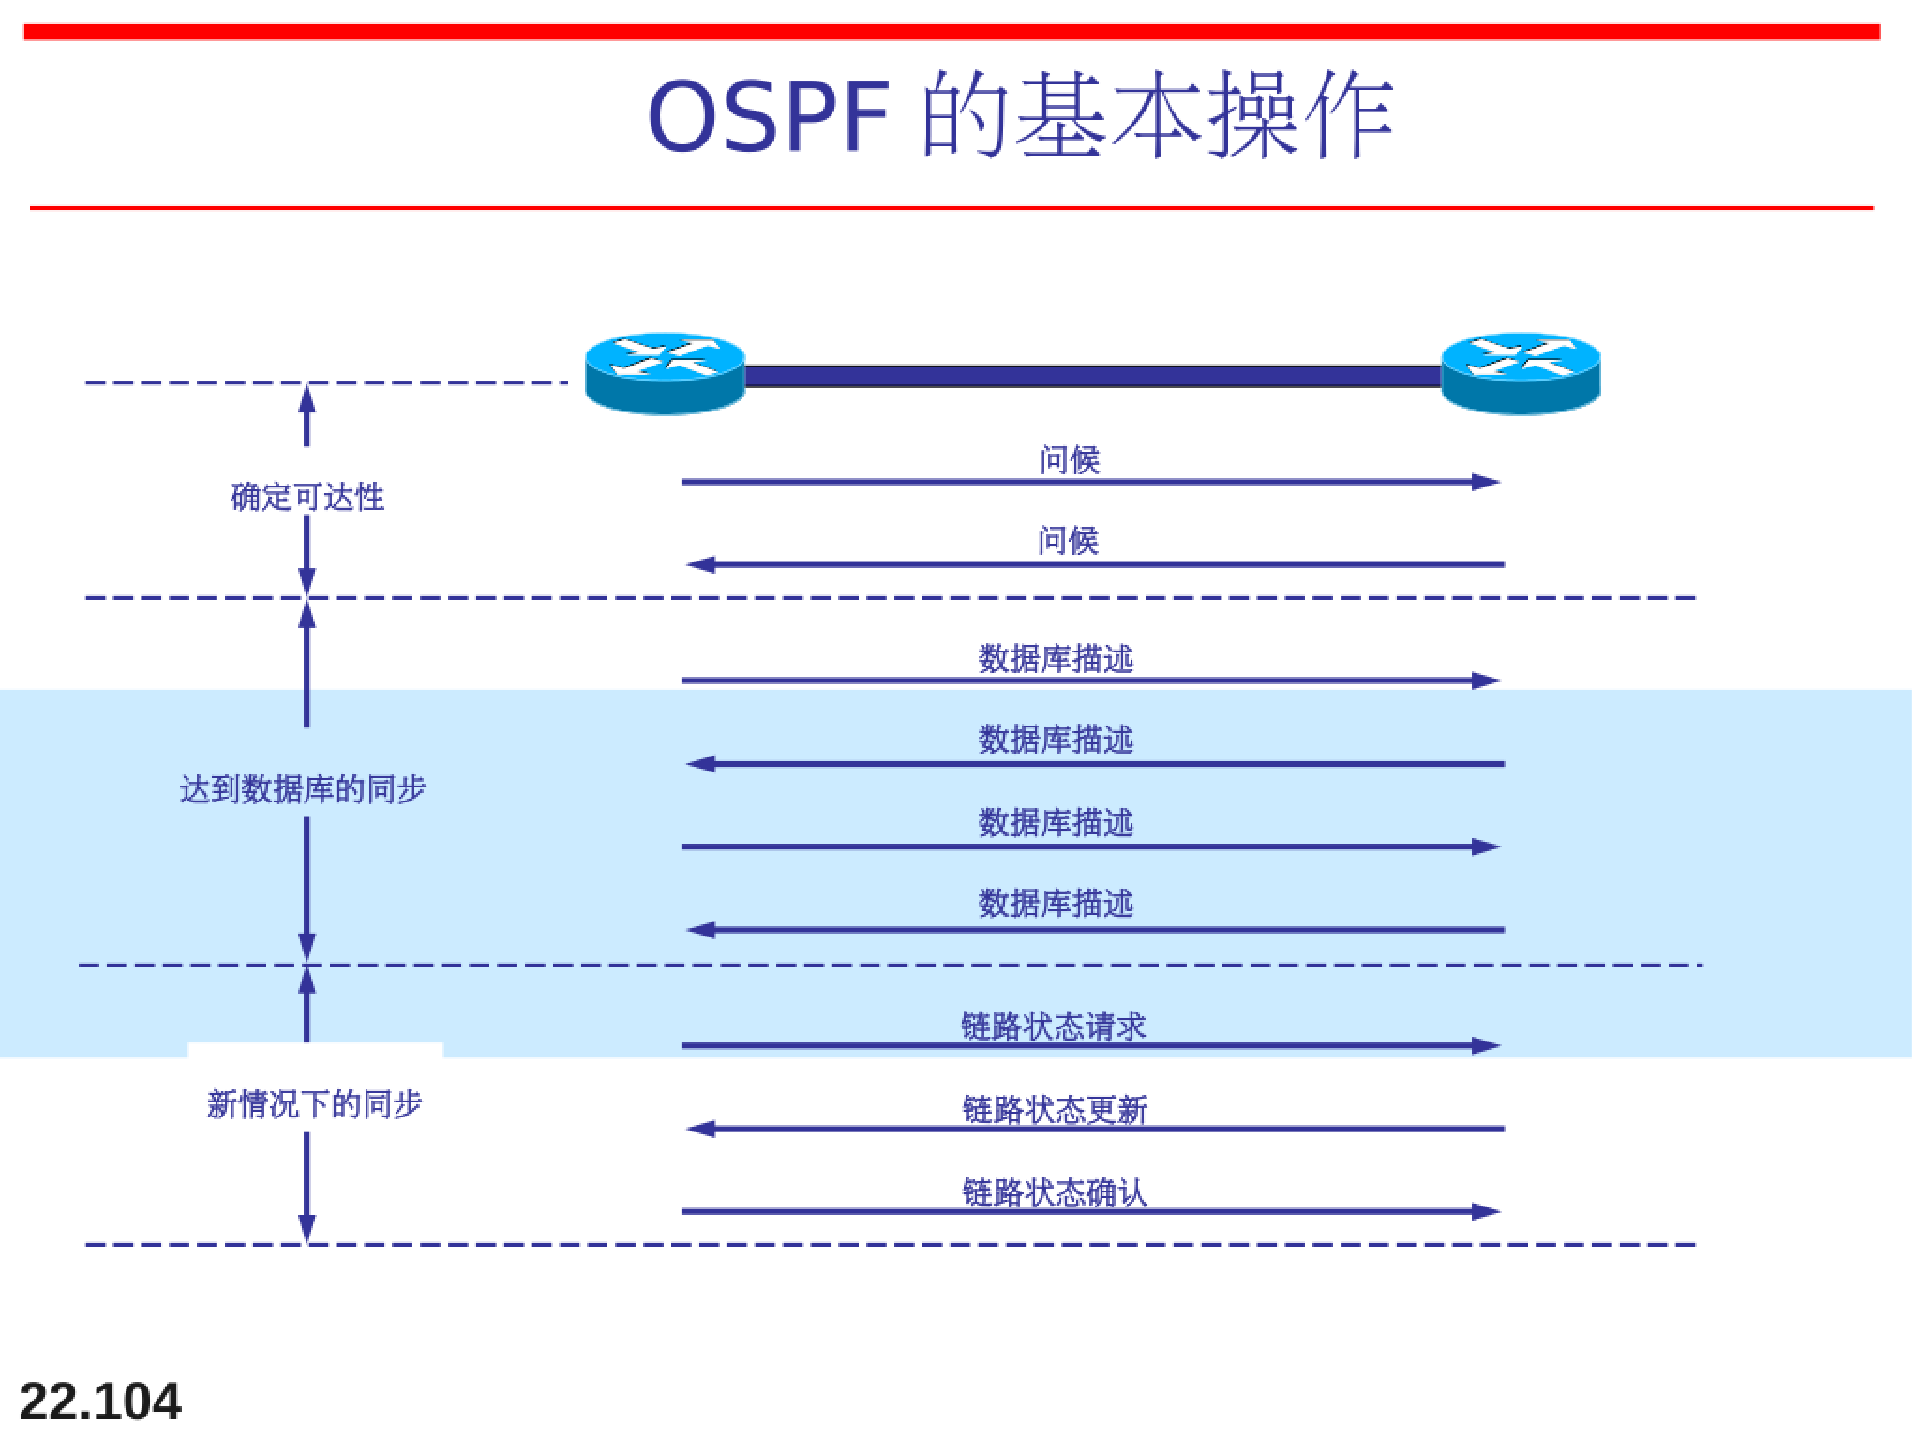 OSPF 的基本操作
问候
确定可达性
问候
数据库描述
数据库描述
达到数据库的同步
数据库描述
数据库描述
链路状态请求
新情况下的同步
链路状态更新
链路状态确认
22.104